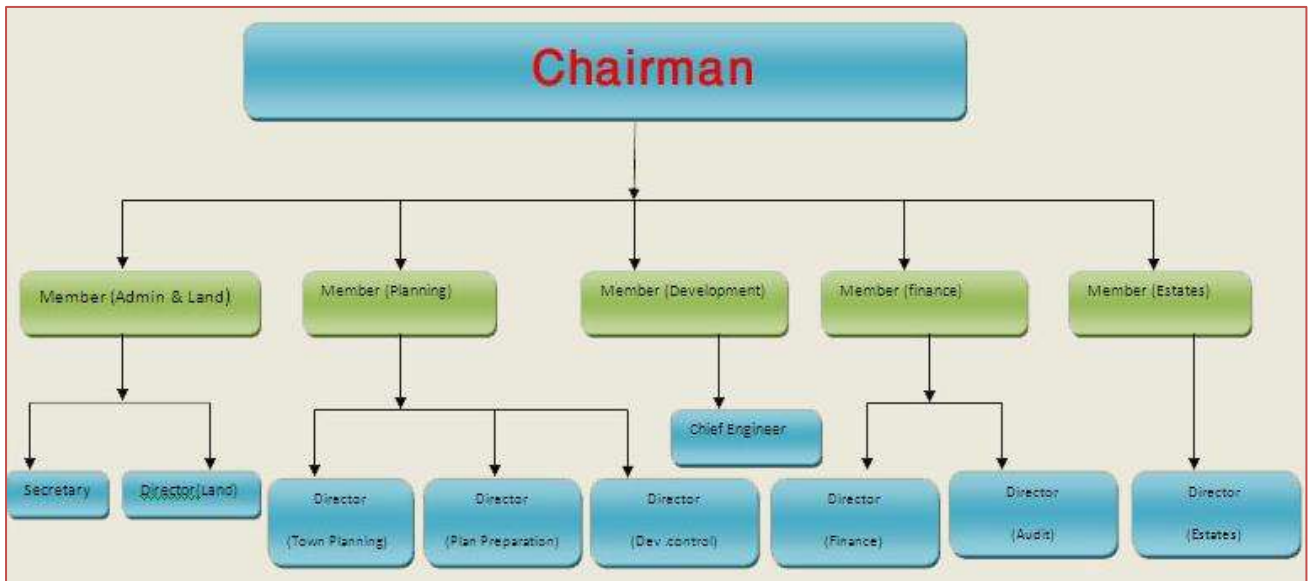 Chairman
Member (Admin & Land)
Member (Planning)
Member (Development)
Member (finance)
Member (Estates)
Chief Engineer
Secretary
Director(Land)
Director
(Town Planning)
Director
(Plan Preparation)
Director
(Dev .control)
Director
(Finance)
Director
(Audit)
Director
(Estates)